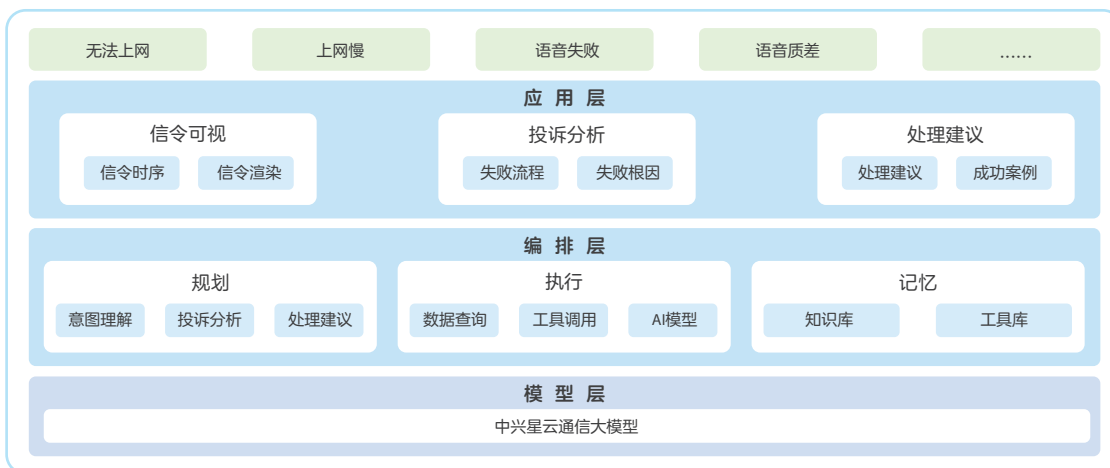 无法上网 上网慢 语音失败 语音质差 ……
应用层
信令可视 投诉分析 处理建议
信令时序 信令渲染 失败流程 失败根因 处理建议 成功案例
编排层
规划 执行 记忆
意图理解 投诉分析 处理建议 数据查询 工具调用 AI模型 知识库 工具库
模型层
中兴星云通信大模型